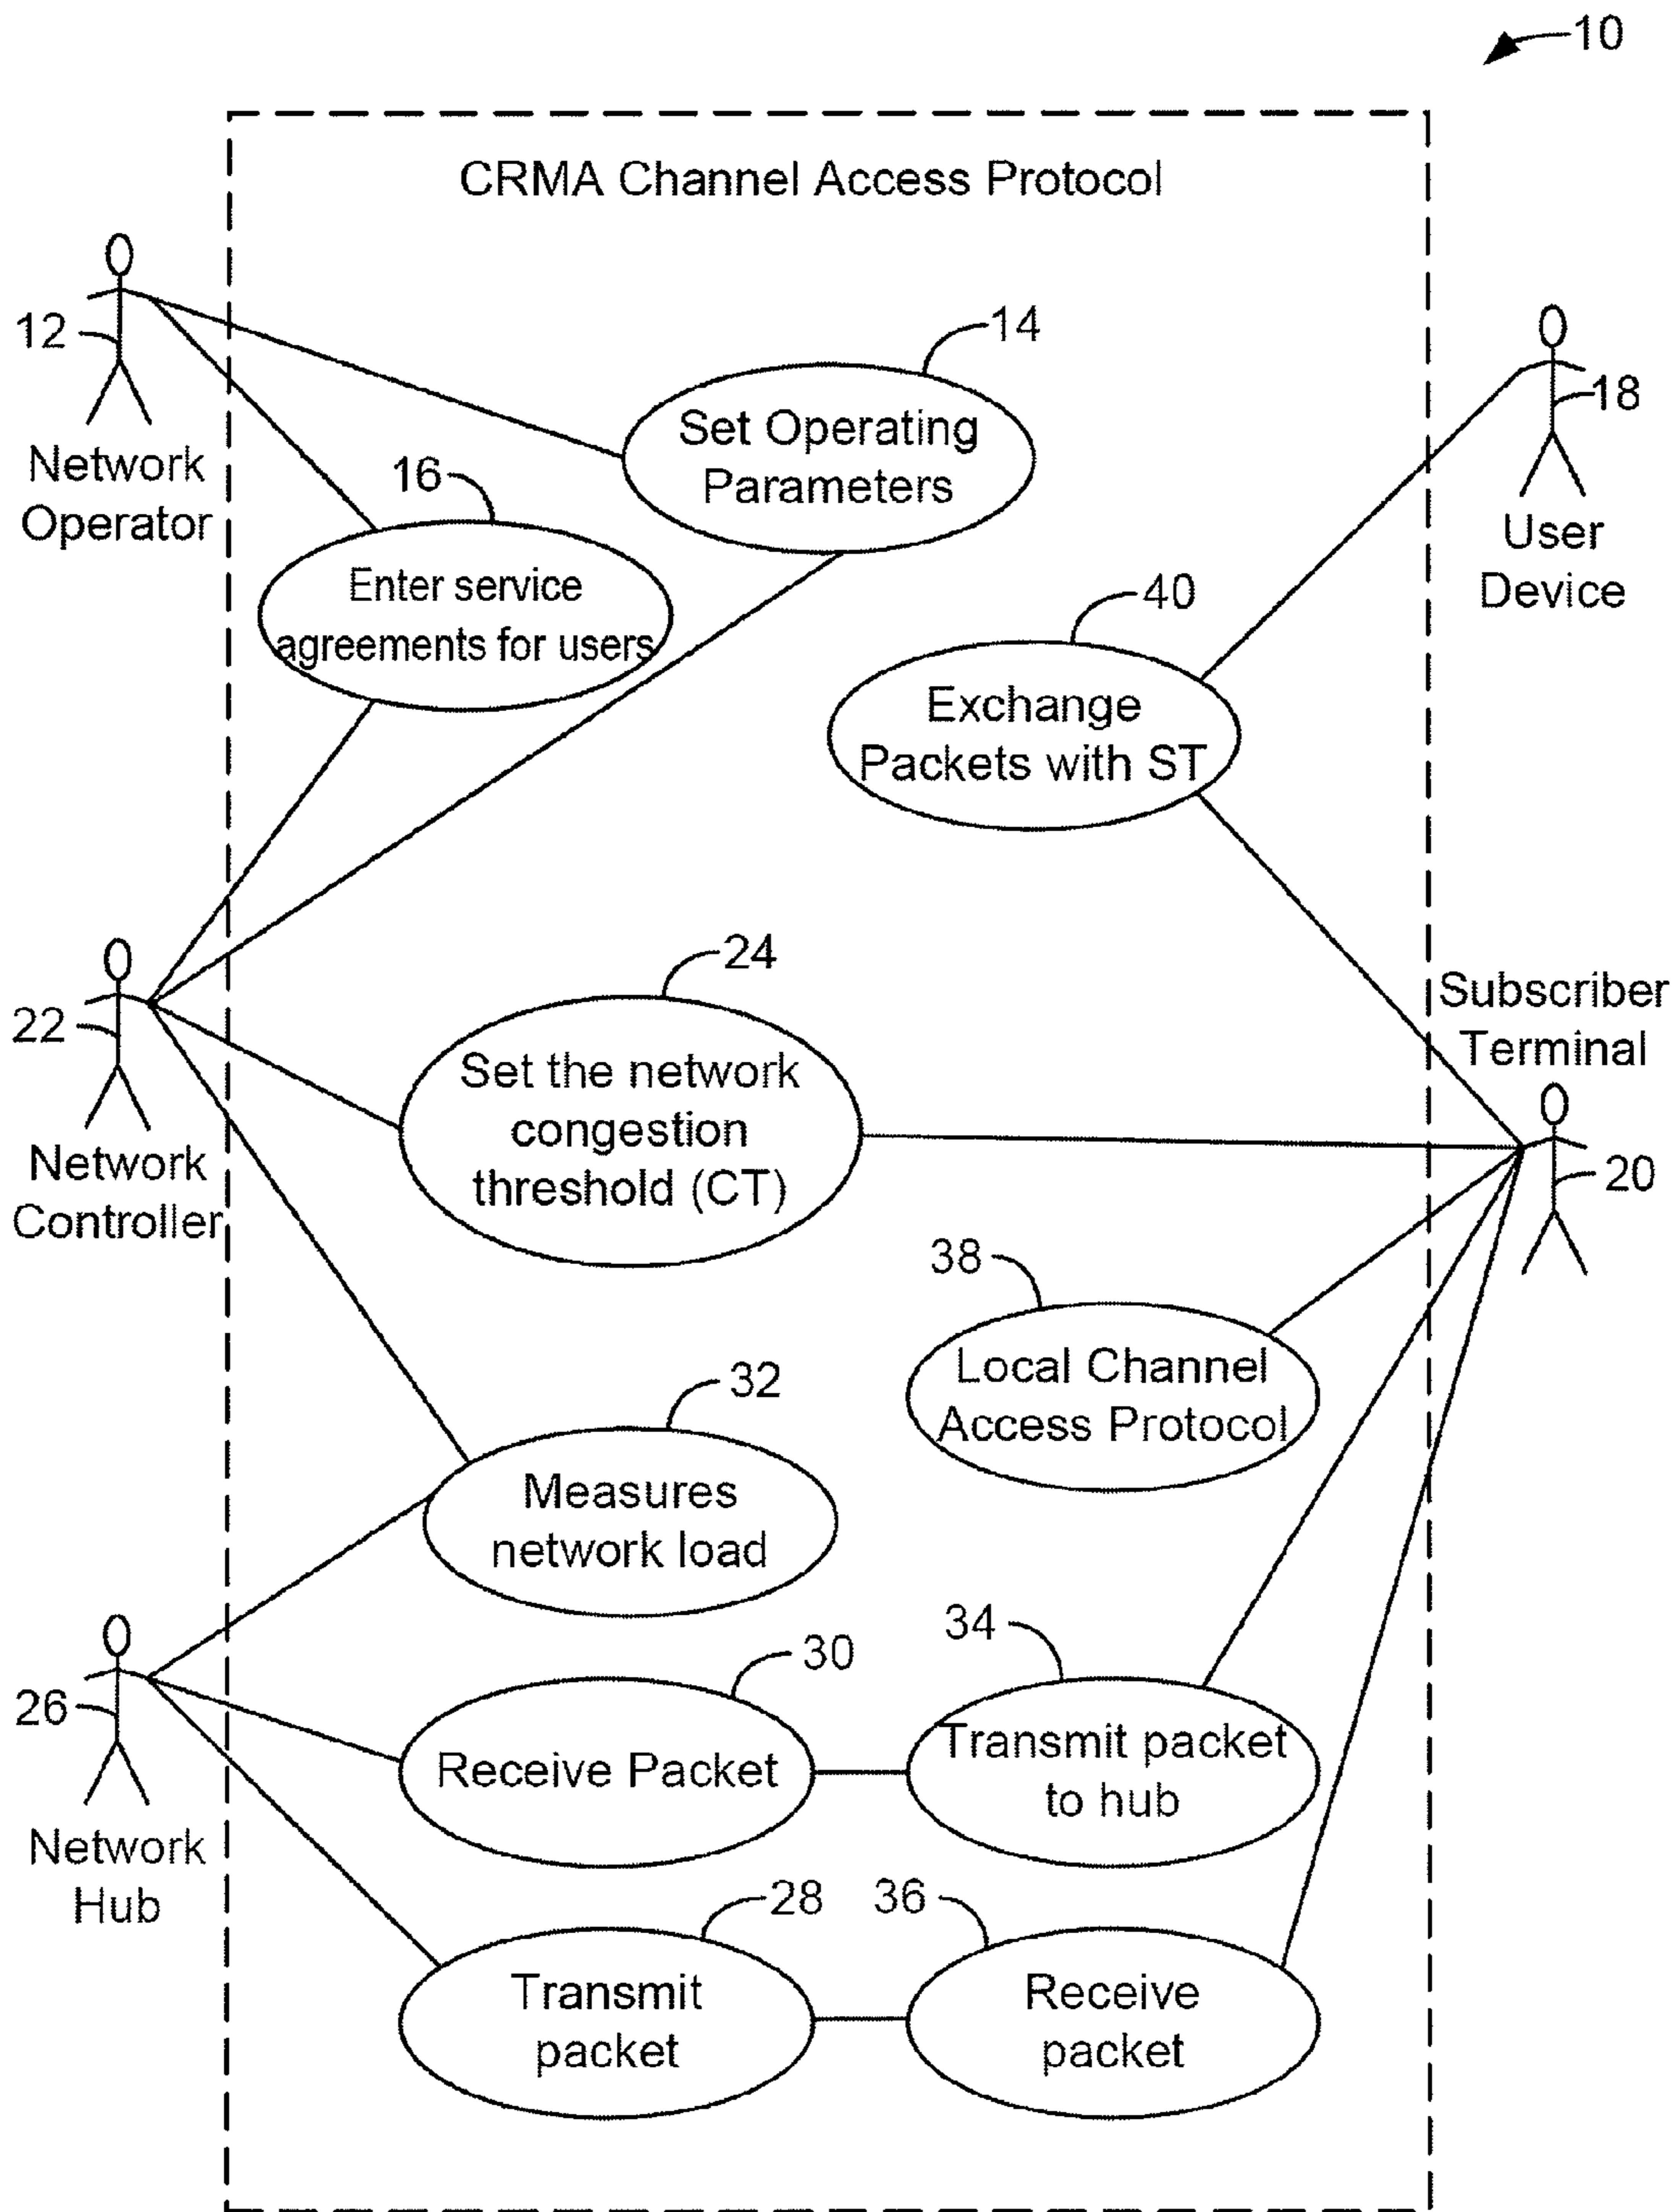 10
CRMA Channel Access Protocol
12
Network
Operator
14
Set Operating
Parameters
16
Enter service
agreements for users
18
User
Device
40
Exchange
Packets with ST
22
Network
Controller
24
Set the network
congestion
threshold (CT)
Subscriber
Terminal
20
38
Local Channel
Access Protocol
32
Measures
network load
26
Network
Hub
30
Receive Packet
34
Transmit packet
to hub
28
Transmit
packet
36
Receive
packet